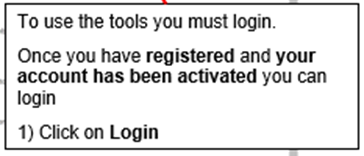 To use the tools you must login.
Once you have registered and your
account has been activated you can
login
1) Click on Login